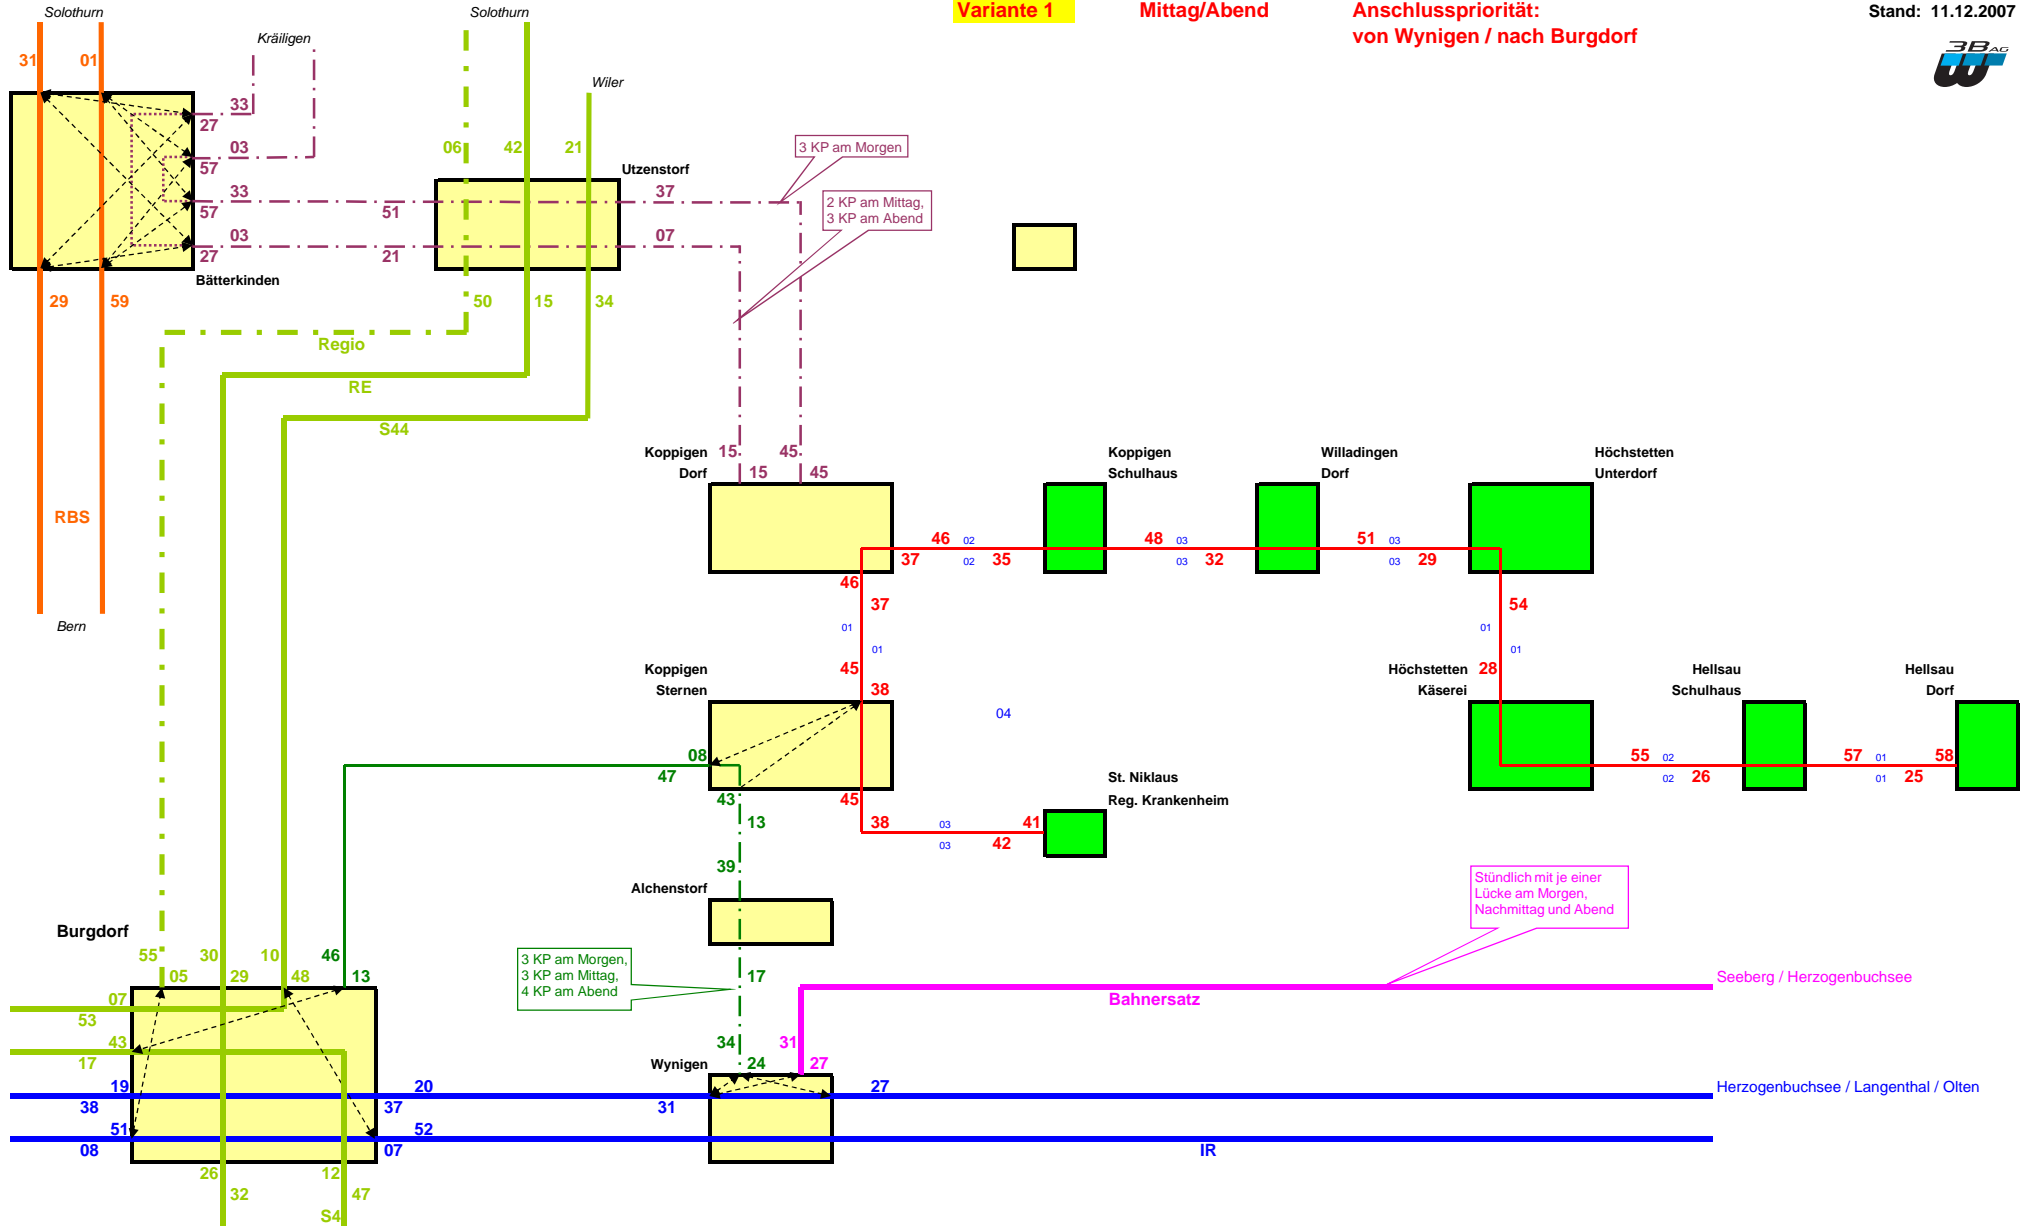 Variante 1 Mittag/Abend Anschlusspriorität: Stand: 11.12.2007
von Wynigen / nach Burgdorf
3B AG
Solothurn Solothurn
Kräiligen
Wiler
31 01
33
27
03
57
33
57
03
27
Bätterkinden
29 59
RBS
Bern
06 42 21
Utzenstorf
51 37
21 07
50 15 34
Regio
RE
S44
3 KP am Morgen
2 KP am Mittag,
3 KP am Abend
Koppigen 15 45
Dorf 15 45
Koppigen
Schulhaus
Willadingen
Dorf
Höchstetten
Unterdorf
46 02 48 03 51 03
37 02 35 03 32 03 29
46
37
01
01
45
38
54
01
01
28
Koppigen
Sternen
04
Höchstetten
Käserei
Hellsau
Schulhaus
Hellsau
Dorf
55 02 57 01 58
02 26 01 25
08
47
43
13
45
38 03 41
03 42
St. Niklaus
Reg. Krankenheim
39
Alchenstorf
17
3 KP am Morgen,
3 KP am Mittag,
4 KP am Abend
Stündlich mit je einer
Lücke am Morgen,
Nachmittag und Abend
Seeberg / Herzogenbuchsee
Bahnersatz
34 31
Wynigen 24 27
31 27
Herzogenbuchsee / Langenthal / Olten
IR
Burgdorf
55 30 10 46
05 29 48 13
07
53
43
17
19 20
38 37
51 52
08 07
26 12
32 47
S4